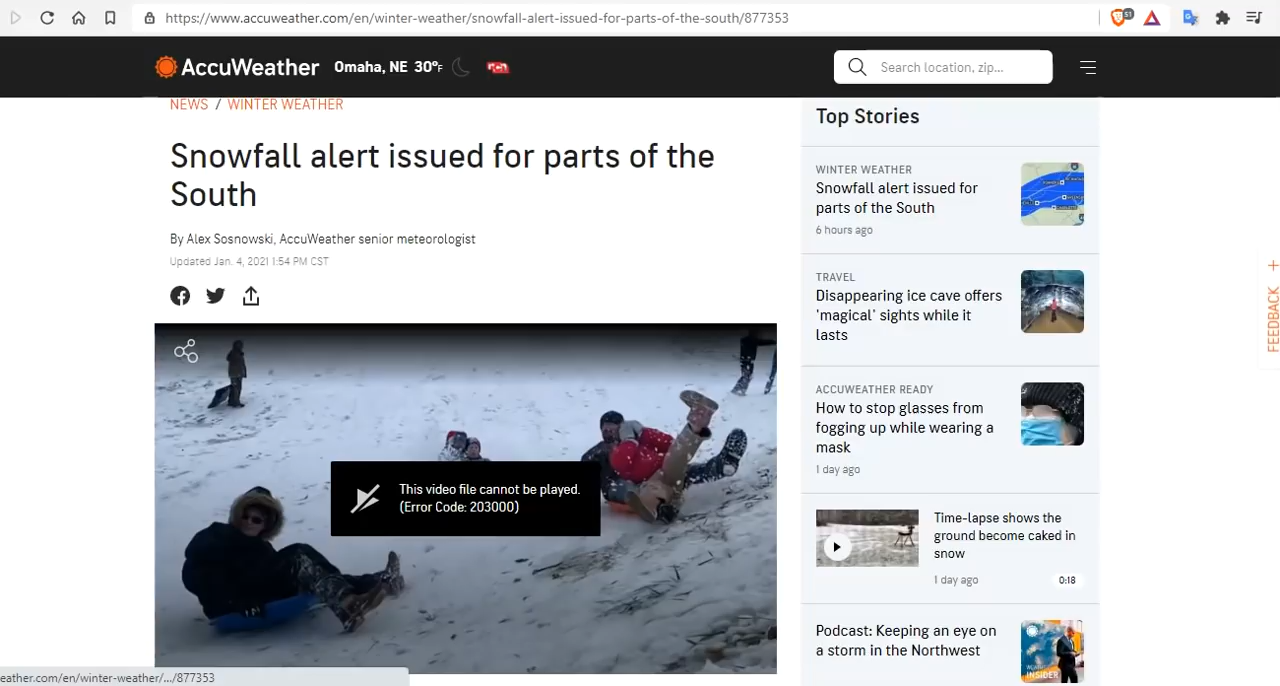 https://www.accuweather.com/en/winter-weather/snowfall-alert-issued-for-parts-of-the-south/877353
51
AccuWeather
Omaha, NE 30°F
Search location, zip...
NEWS / WINTER WEATHER
Snowfall alert issued for parts of the
South
By Alex Sosnowski, AccuWeather senior meteorologist
Updated Jan. 4, 2021 1:54 PM CST
This video file cannot be played.
(Error Code: 203000)
Top Stories
WINTER WEATHER
Snowfall alert issued for
parts of the South
6 hours ago
TRAVEL
Disappearing ice cave offers
'magical' sights while it
lasts
ACCUWEATHER READY
How to stop glasses from
fogging up while wearing a
mask
1 day ago
Time-lapse shows the
ground become caked in
snow
1 day ago
0:18
Podcast: Keeping an eye on
a storm in the Northwest
INSIDER
FEEDBACK +
eather.com/en/winter-weather/.../877353